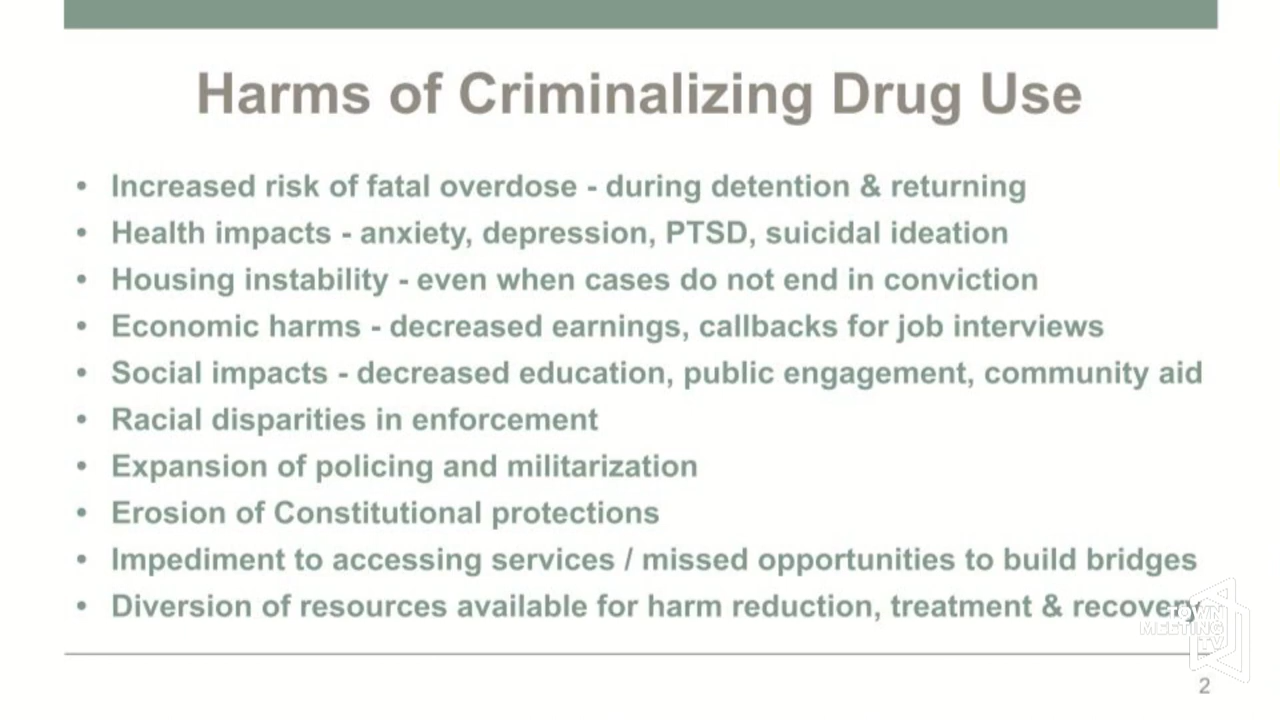 Harms of Criminalizing Drug Use
• Increased risk of fatal overdose - during detention & returning
• Health impacts - anxiety, depression, PTSD, suicidal ideation
• Housing instability - even when cases do not end in conviction
• Economic harms - decreased earnings, callbacks for job interviews
• Social impacts - decreased education, public engagement, community aid
• Racial disparities in enforcement
• Expansion of policing and militarization
• Erosion of Constitutional protections
• Impediment to accessing services / missed opportunities to build bridges
• Diversion of resources available for harm reduction, treatment & recovery
TOWN
MEETING
TV
2